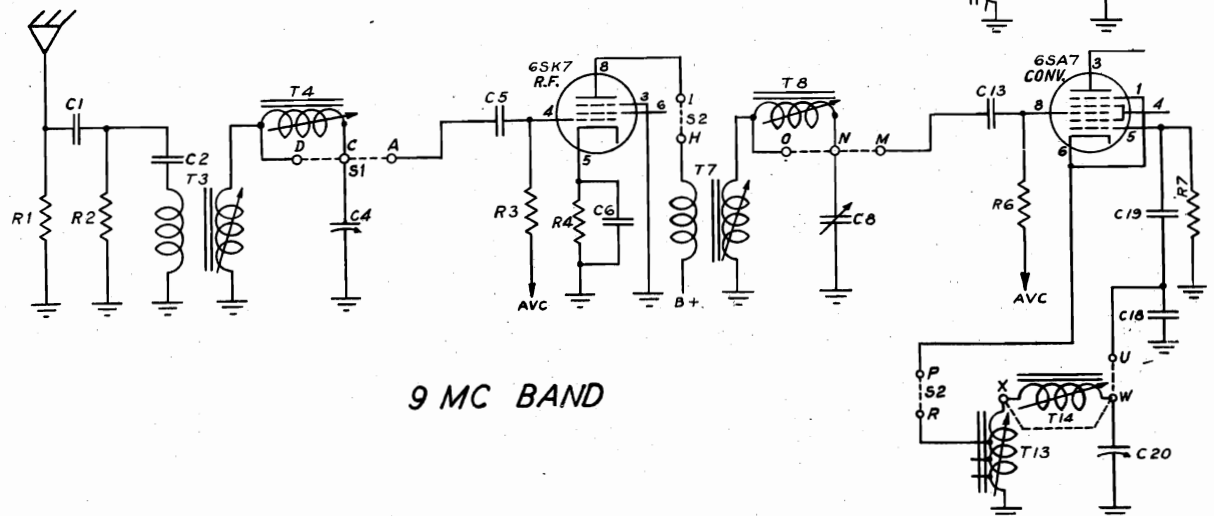 6SK7
R.F.
6SA7
CONV.
8
3
T4
T8
C1
C5
4
3
6
I
S2
H
C13
8
1
4
5
D
C
A
S1
O
N
M
C2
5
6
T3
T7
R1
R2
C4
R3
R4
C6
C8
R6
C19
R7
AVC
B+
AVC
C18
U
P
S2
R
X
T14
W
T13
C20
9 MC BAND